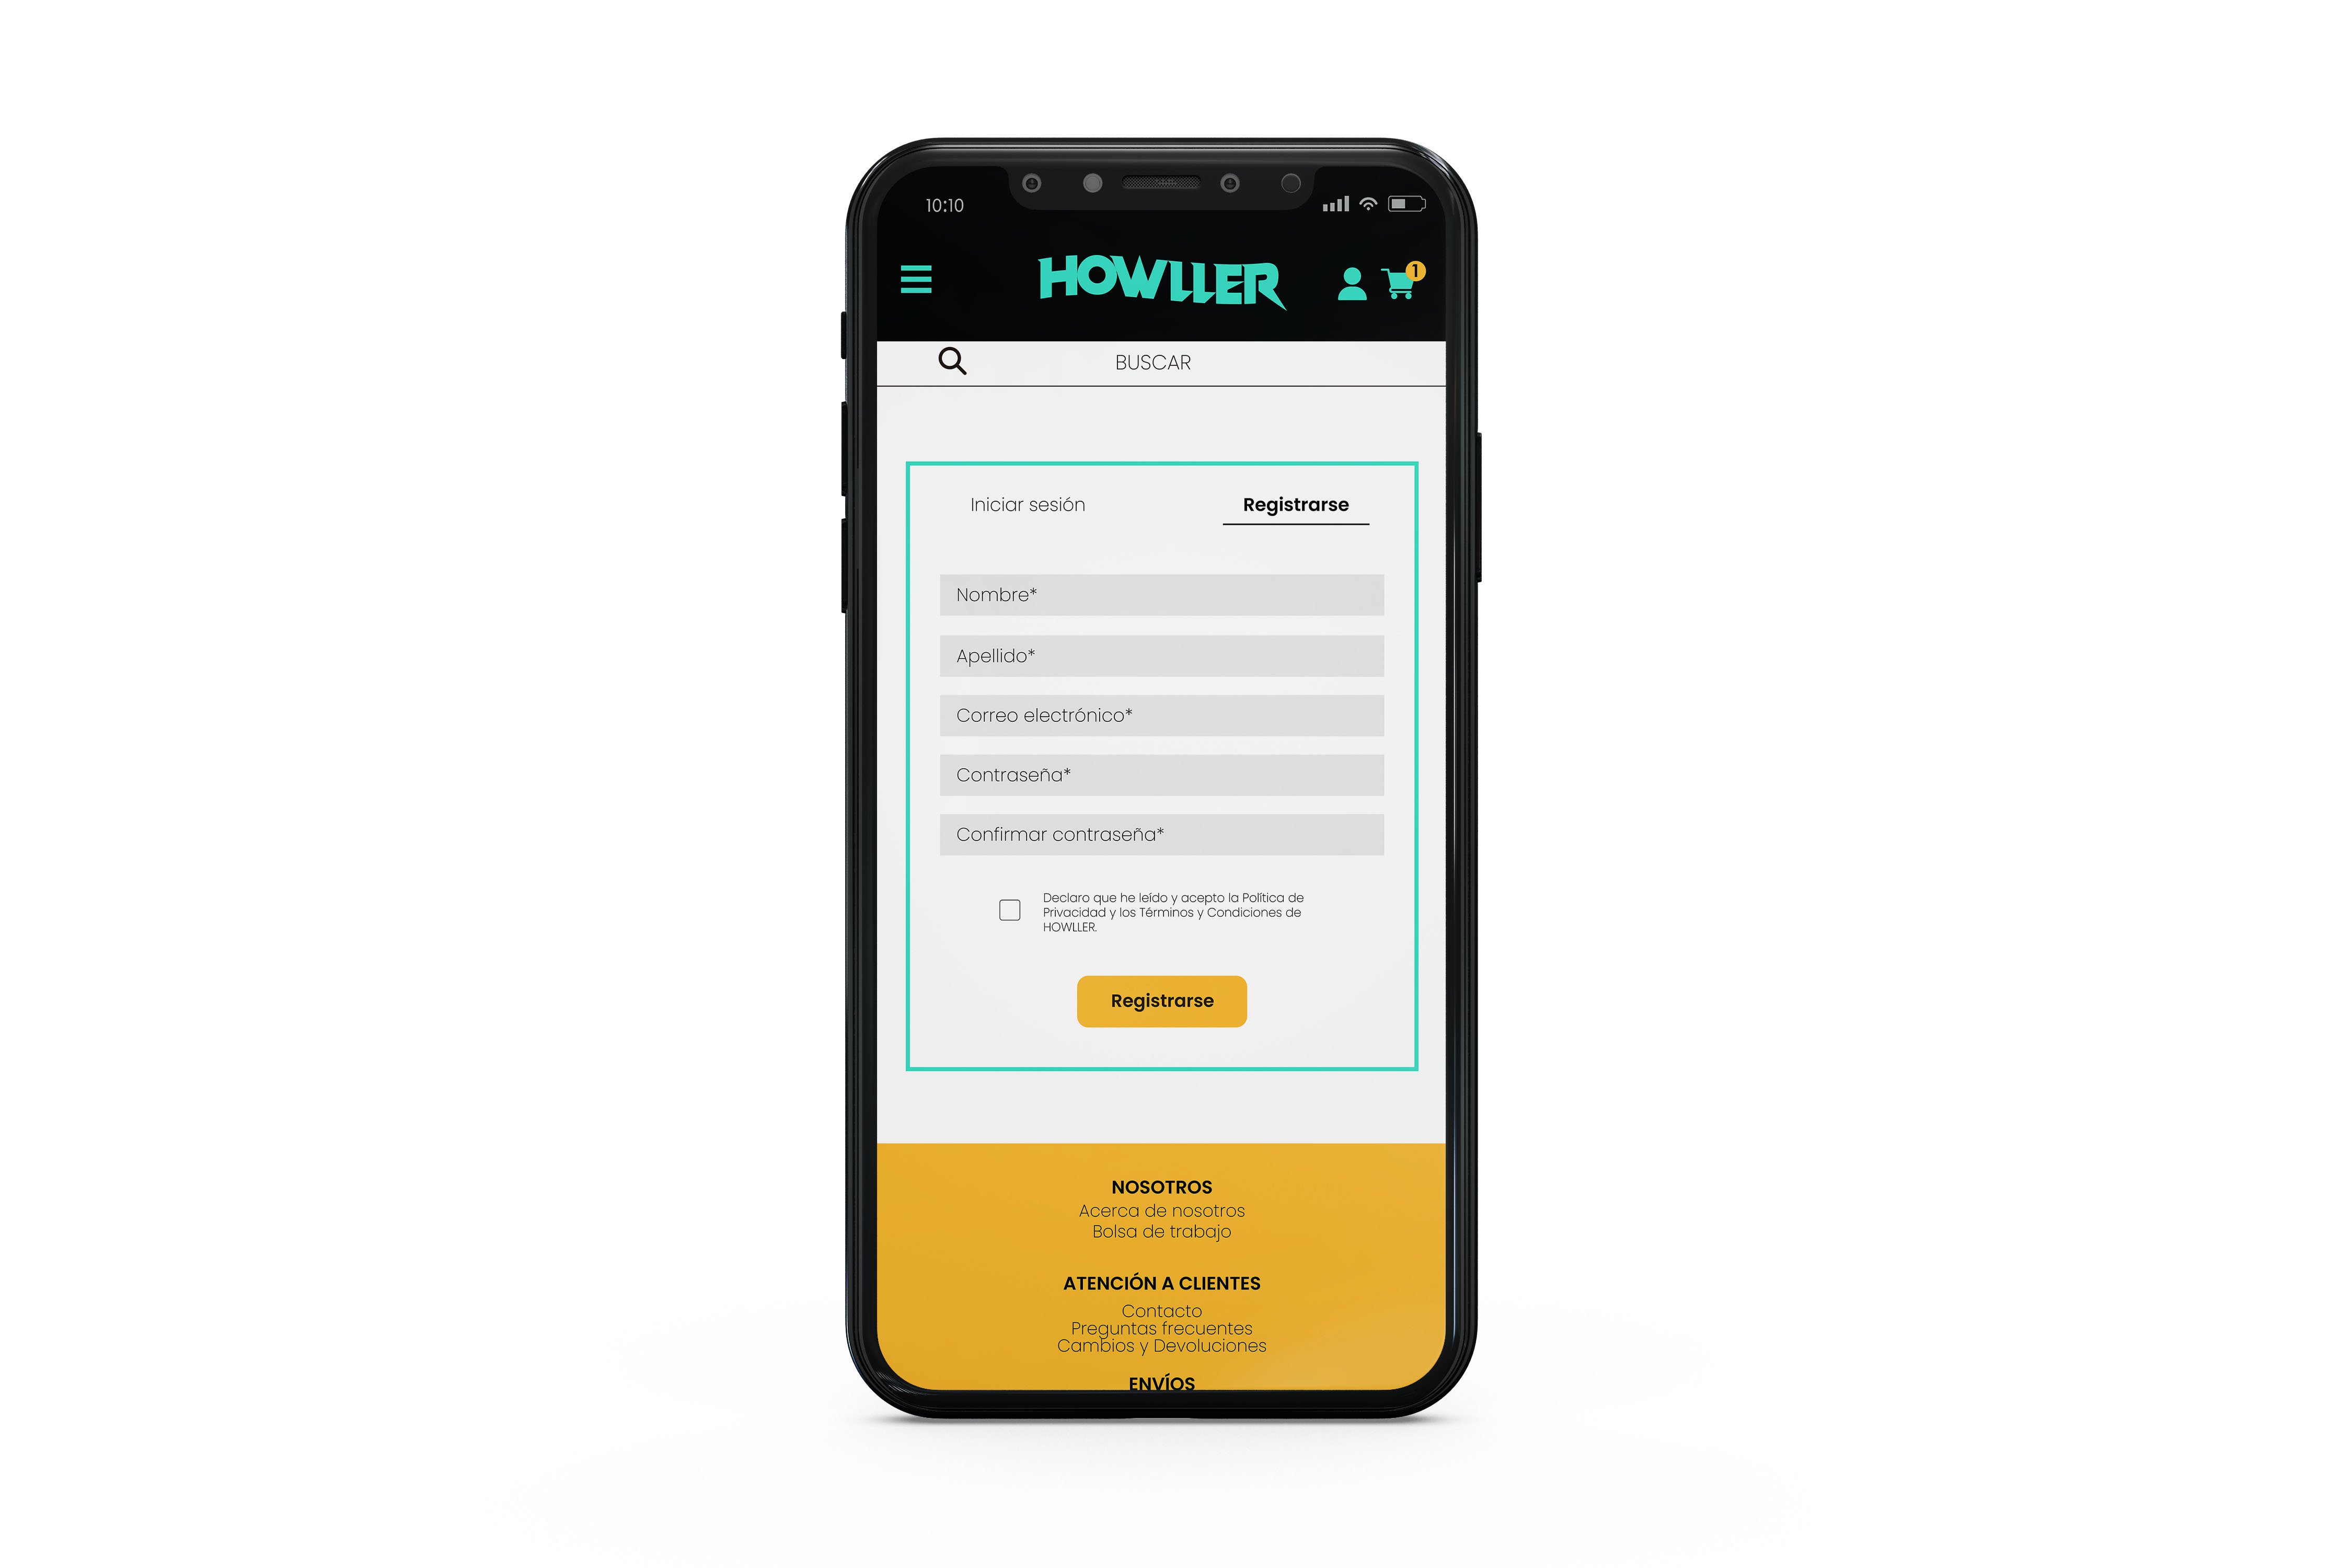 10:10
HOWLLER
1
BUSCAR
Iniciar sesión
Registrarse
Nombre*
Apellido*
Correo electrónico*
Contraseña*
Confirmar contraseña*
Declaro que he leído y acepto la Política de
Privacidad y los Términos y Condiciones de
HOWLLER.
Registrarse
NOSOTROS
Acerca de nosotros
Bolsa de trabajo
ATENCIÓN A CLIENTES
Contacto
Preguntas frecuentes
Cambios y Devoluciones
ENVÍOS